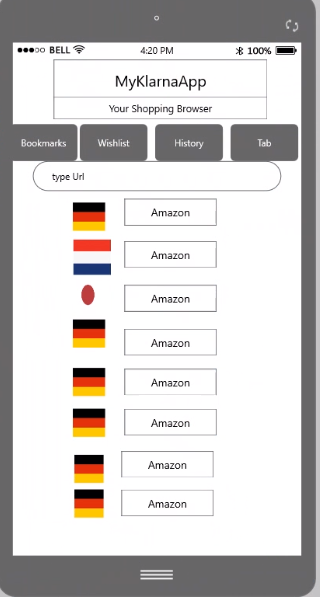 BELL 4:20 PM 100%
MyKlarnaApp
Your Shopping Browser
Bookmarks Wishlist History Tab
type Url
Amazon
Amazon
Amazon
Amazon
Amazon
Amazon
Amazon
Amazon